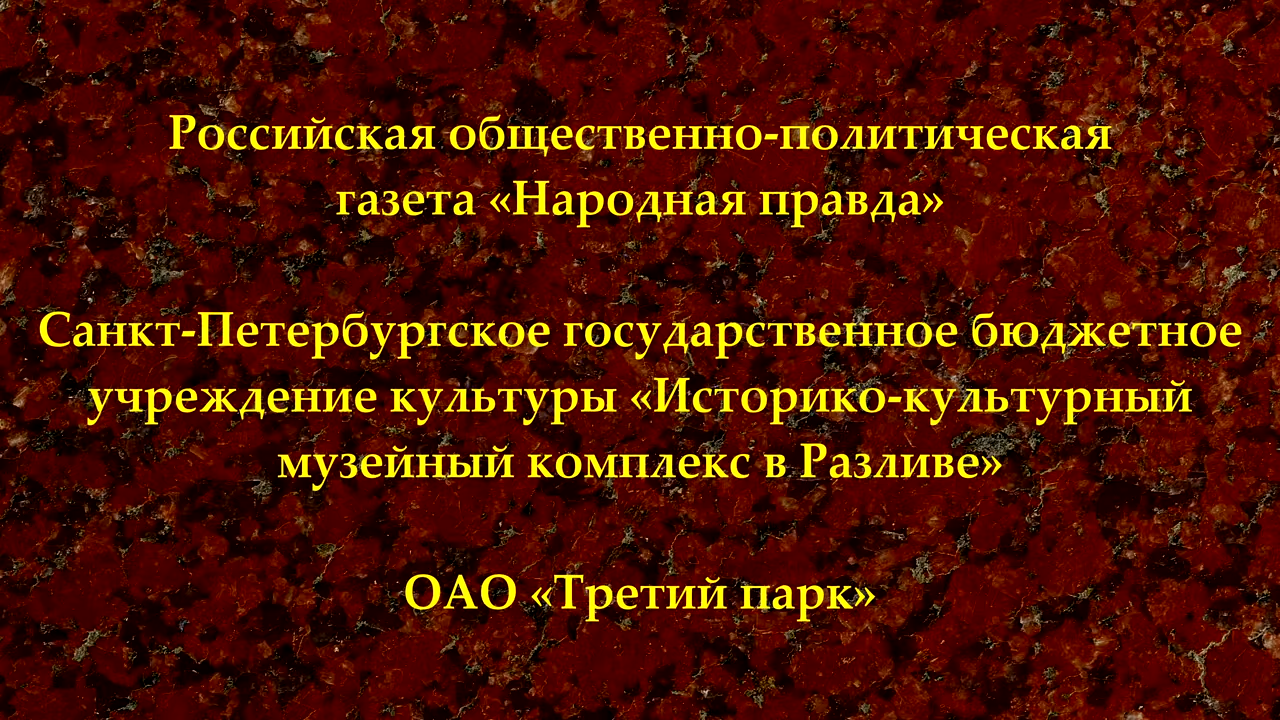 Российская общественно-политическая
газета «Народная правда»
Санкт-Петербургское государственное бюджетное
учреждение культуры «Историко-культурный
музейный комплекс в Разливе»
ОАО «Третий парк»